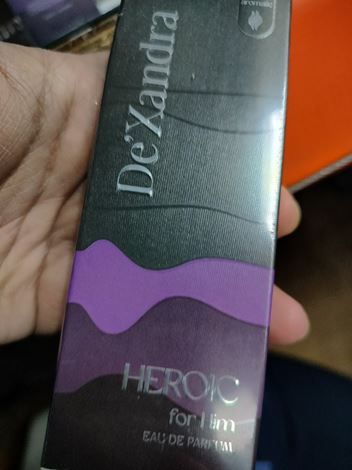 De'Xandra
HEROIC
for Him
EAU DE PARFUM